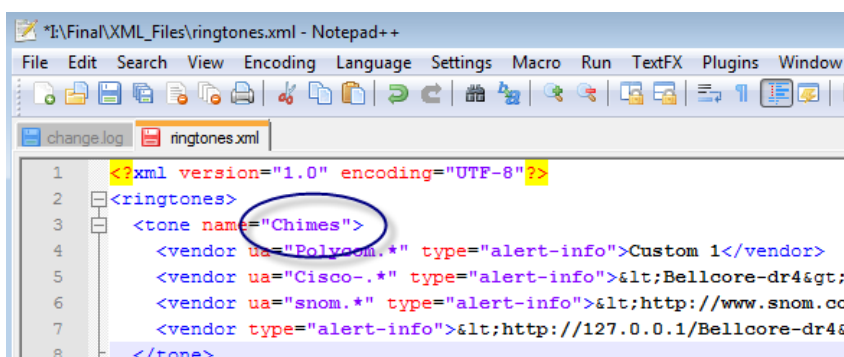 *I:\Final\XML_Files\ringtones.xml - Notepad++
File Edit Search View Encoding Language Settings Macro Run TextFX Plugins Window
change.log ringtones.xml
1 <?xml version="1.0" encoding="UTF-8"?>
2 <ringtones>
3 <tone name="Chimes">
4 <vendor ua="Polycom.*" type="alert-info">Custom 1</vendor>
5 <vendor ua="Cisco-.*" type="alert-info">&lt;Bellcore-dr4&gt;
6 <vendor ua="snom.*" type="alert-info">&lt;http://www.snom.co
7 <vendor type="alert-info">&lt;http://127.0.0.1/Bellcore-dr4&
8 </tone>